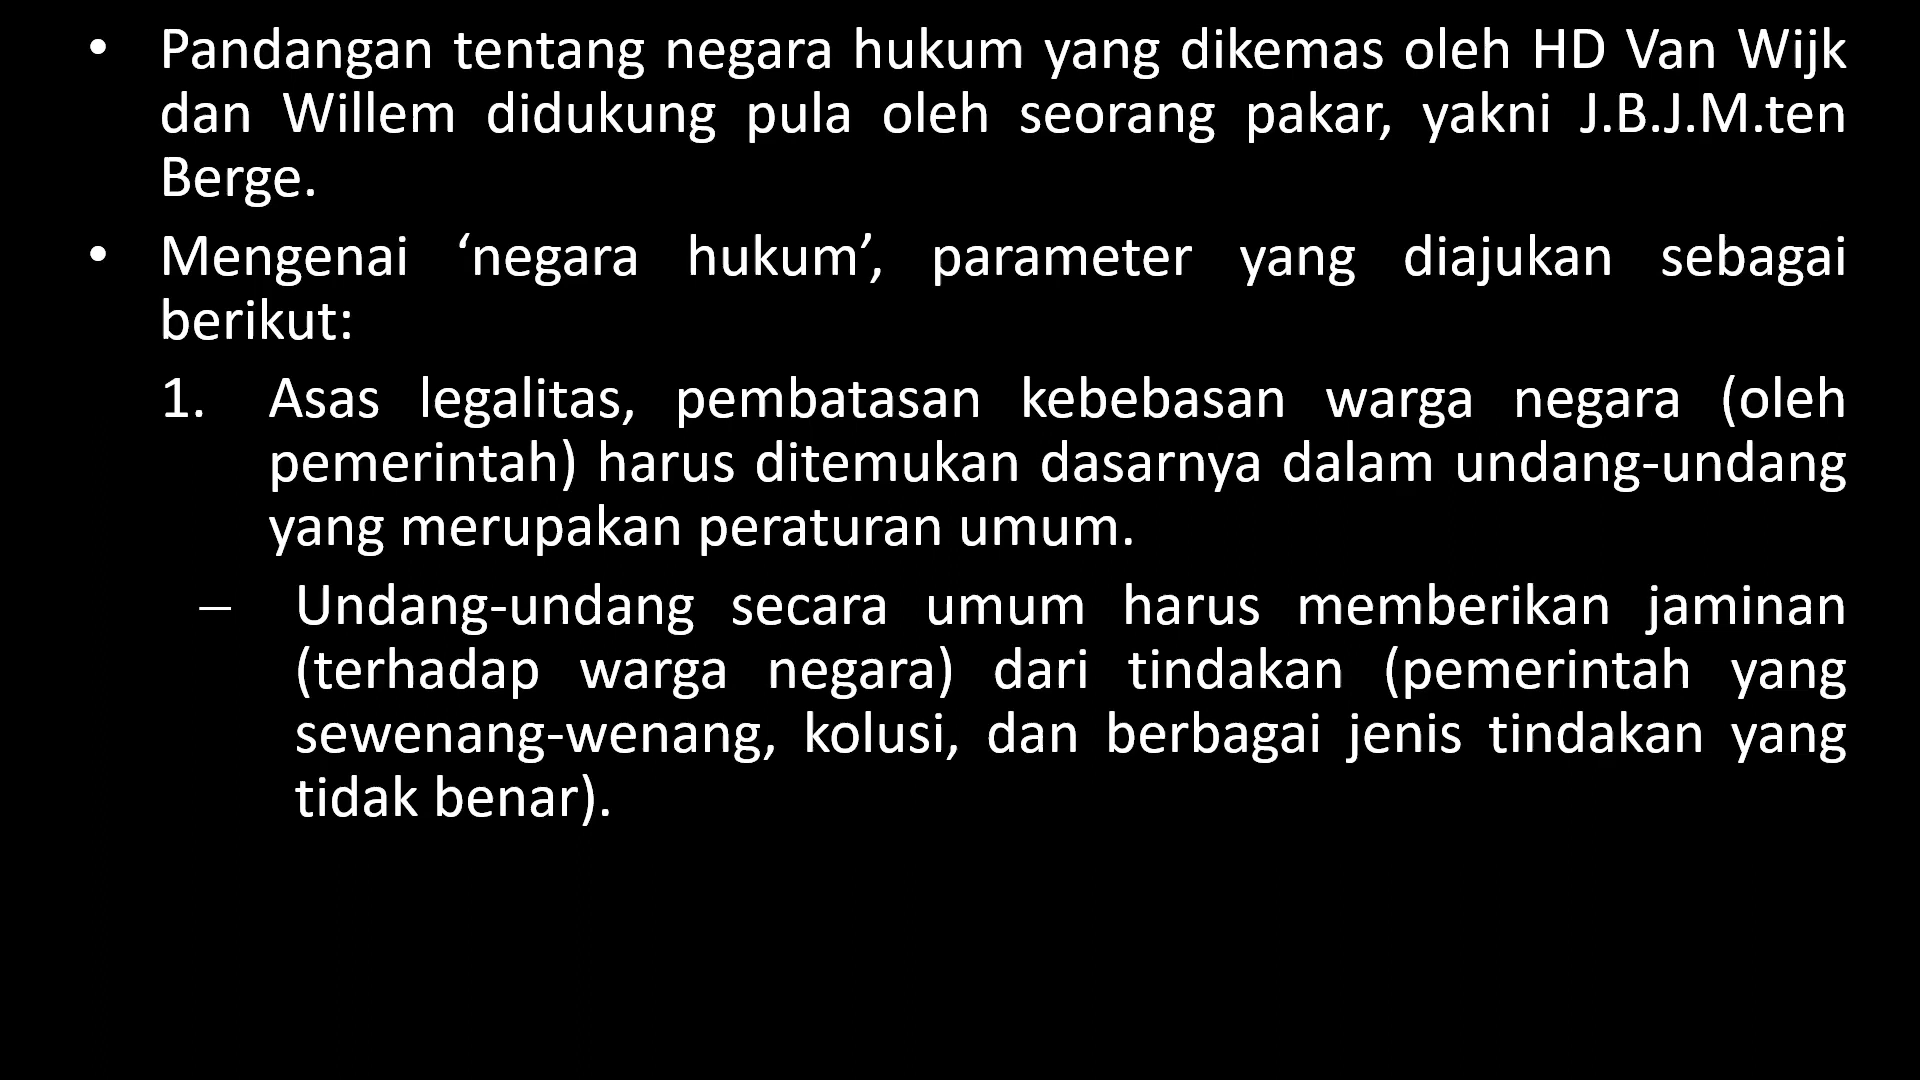 • Pandangan tentang negara hukum yang dikemas oleh HD Van Wijk
dan Willem didukung pula oleh seorang pakar, yakni J.B.J.M.ten
Berge.
• Mengenai ‘negara hukum’, parameter yang diajukan sebagai
berikut:
1. Asas legalitas, pembatasan kebebasan warga negara (oleh
pemerintah) harus ditemukan dasarnya dalam undang-undang
yang merupakan peraturan umum.
– Undang-undang secara umum harus memberikan jaminan
(terhadap warga negara) dari tindakan (pemerintah yang
sewenang-wenang, kolusi, dan berbagai jenis tindakan yang
tidak benar).